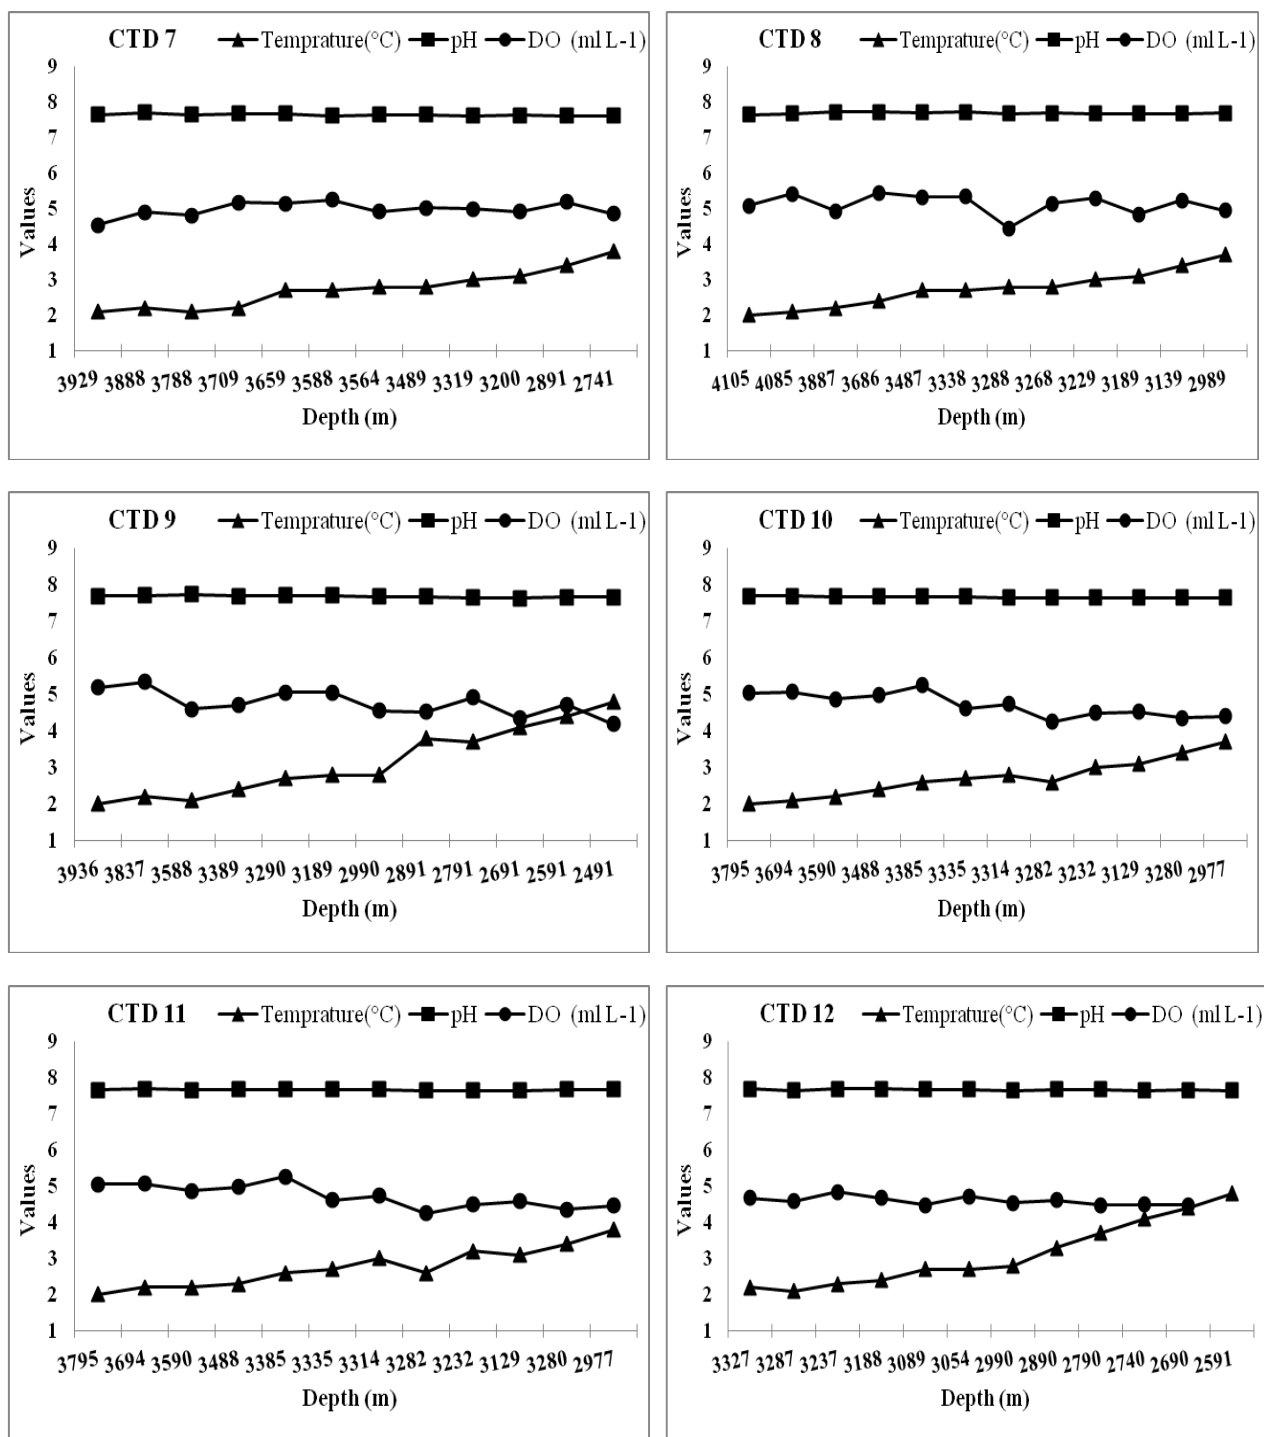 CTD 7 Temprature(°C) pH DO (ml L-1)
9
8
7
6
5
4
3
2
1
Values
3929 3888 3788 3709 3659 3588 3564 3489 3319 3200 2891 2741
Depth (m)
CTD 8 Temprature(°C) pH DO (ml L-1)
9
8
7
6
5
4
3
2
1
Values
4105 4085 3887 3686 3487 3338 3288 3268 3229 3189 3139 2989
Depth (m)
CTD 9 Temprature(°C) pH DO (ml L-1)
9
8
7
6
5
4
3
2
1
Values
3936 3837 3588 3389 3290 3189 2990 2891 2791 2691 2591 2491
Depth (m)
CTD 10 Temprature(°C) pH DO (ml L-1)
9
8
7
6
5
4
3
2
1
Values
3795 3694 3590 3488 3385 3335 3314 3282 3232 3129 3280 2977
Depth (m)
CTD 11 Temprature(°C) pH DO (ml L-1)
9
8
7
6
5
4
3
2
1
Values
3795 3694 3590 3488 3385 3335 3314 3282 3232 3129 3280 2977
Depth (m)
CTD 12 Temprature(°C) pH DO (ml L-1)
9
8
7
6
5
4
3
2
1
Values
3327 3287 3237 3188 3089 3054 2990 2890 2790 2740 2690 2591
Depth (m)